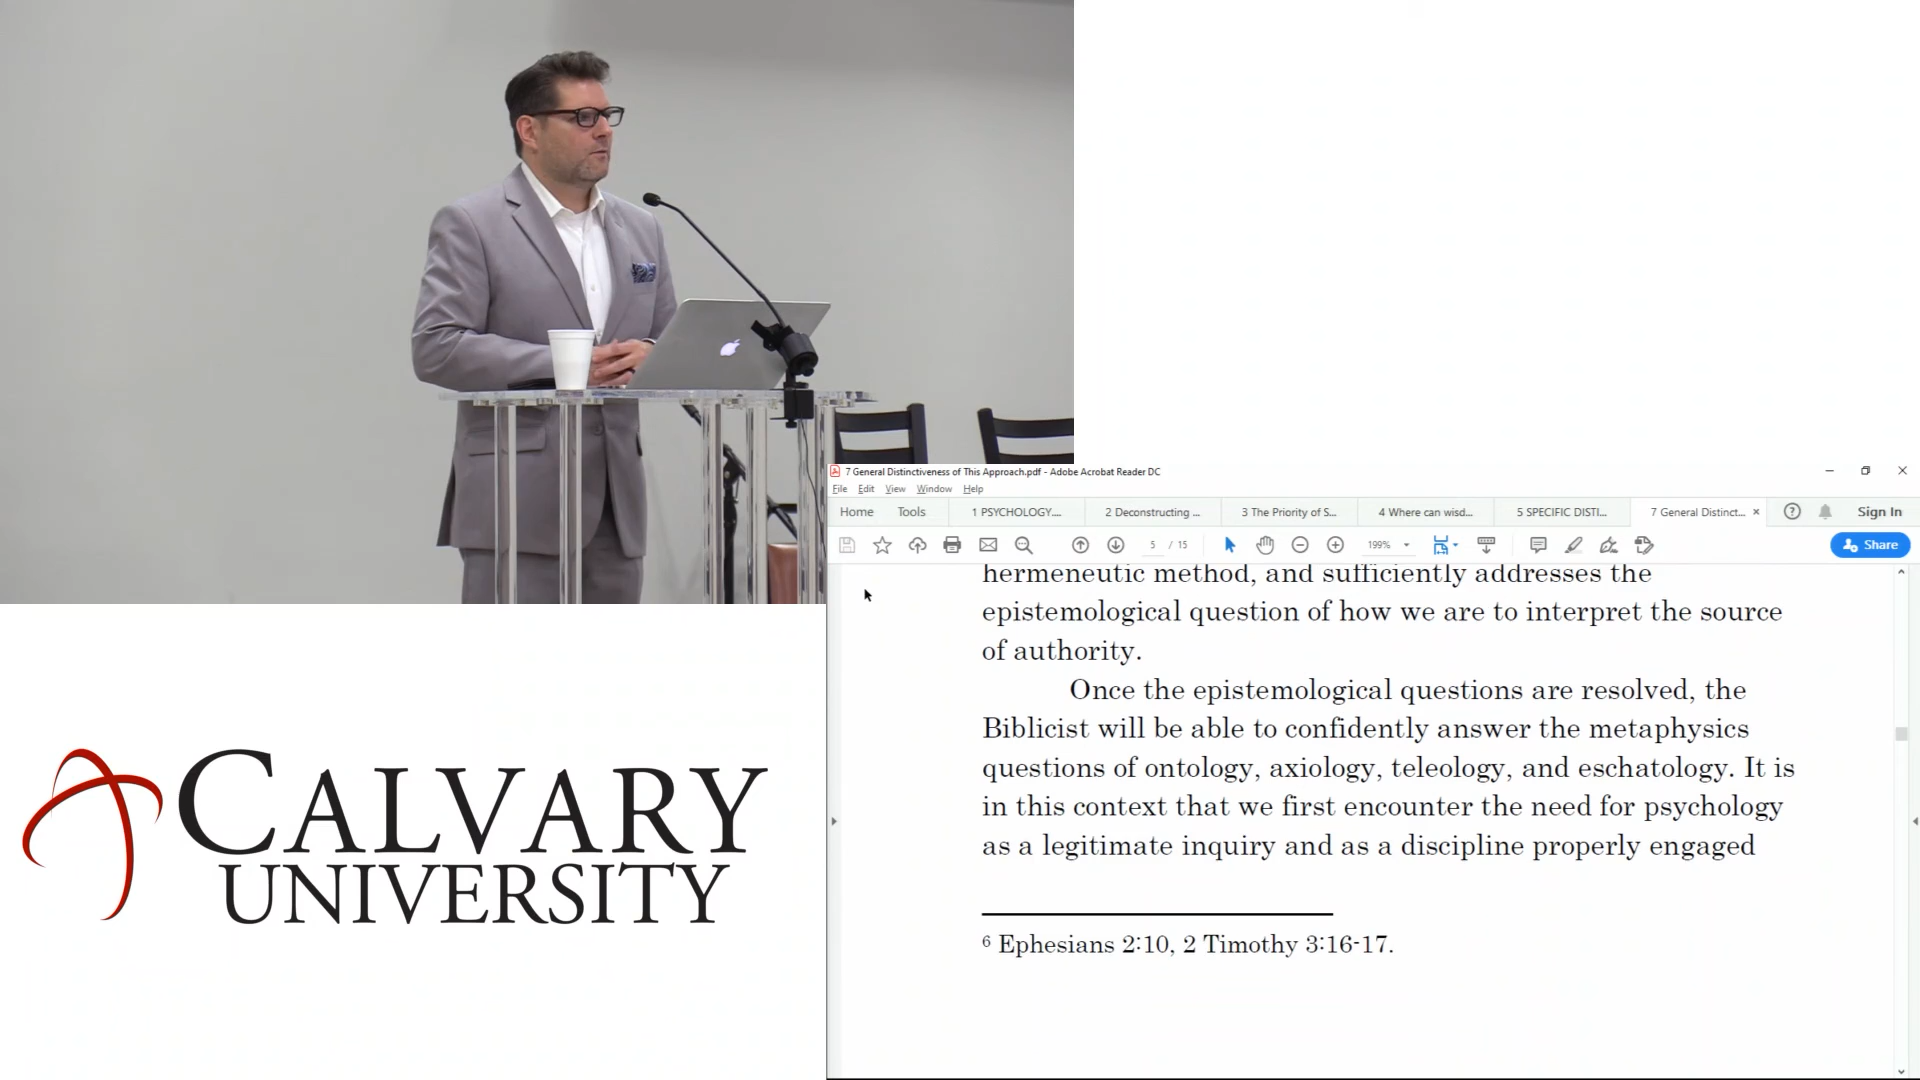 7 General Distinctiveness of This Approach.pdf - Adobe Acrobat Reader DC
File Edit View Window Help
Home Tools 1 PSYCHOLOGY.... 2 Deconstructing ... 3 The Priority of S... 4 Where can wisd... 5 SPECIFIC DISTI... 7 General Distinct... × Sign In
5 / 15 199% Share
hermeneutic method, and sufficiently addresses the
epistemological question of how we are to interpret the source
of authority.
Once the epistemological questions are resolved, the
Biblicist will be able to confidently answer the metaphysics
questions of ontology, axiology, teleology, and eschatology. It is
in this context that we first encounter the need for psychology
as a legitimate inquiry and as a discipline properly engaged
6 Ephesians 2:10, 2 Timothy 3:16-17.
CALVARY
UNIVERSITY